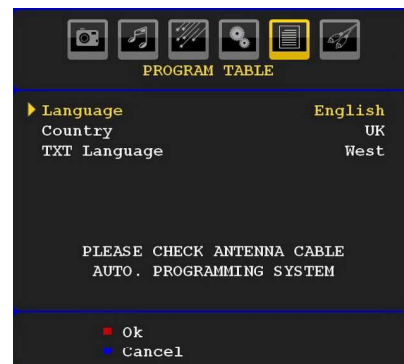 PROGRAM TABLE
Language English
Country UK
TXT Language West
PLEASE CHECK ANTENNA CABLE
AUTO. PROGRAMMING SYSTEM
Ok
Cancel